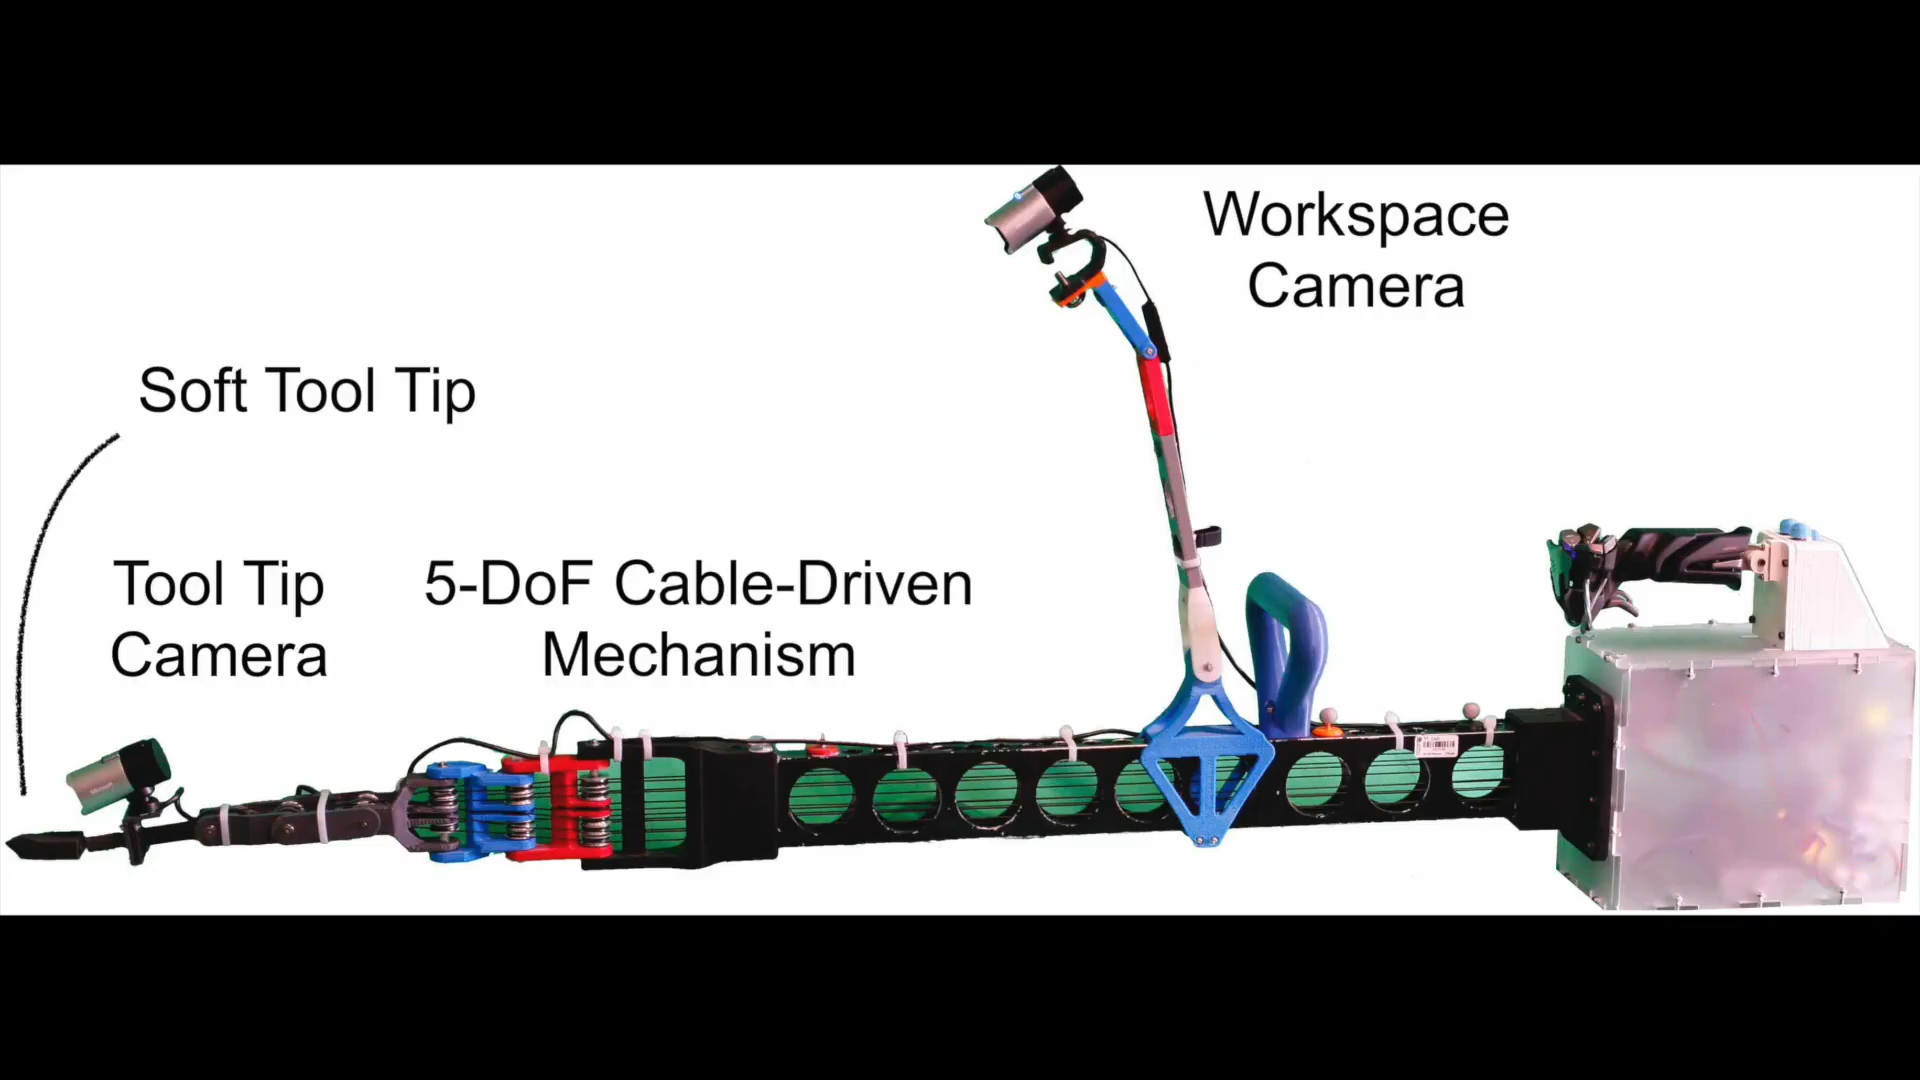 Workspace
Camera
Soft Tool Tip
Tool Tip
Camera
5-DoF Cable-Driven
Mechanism